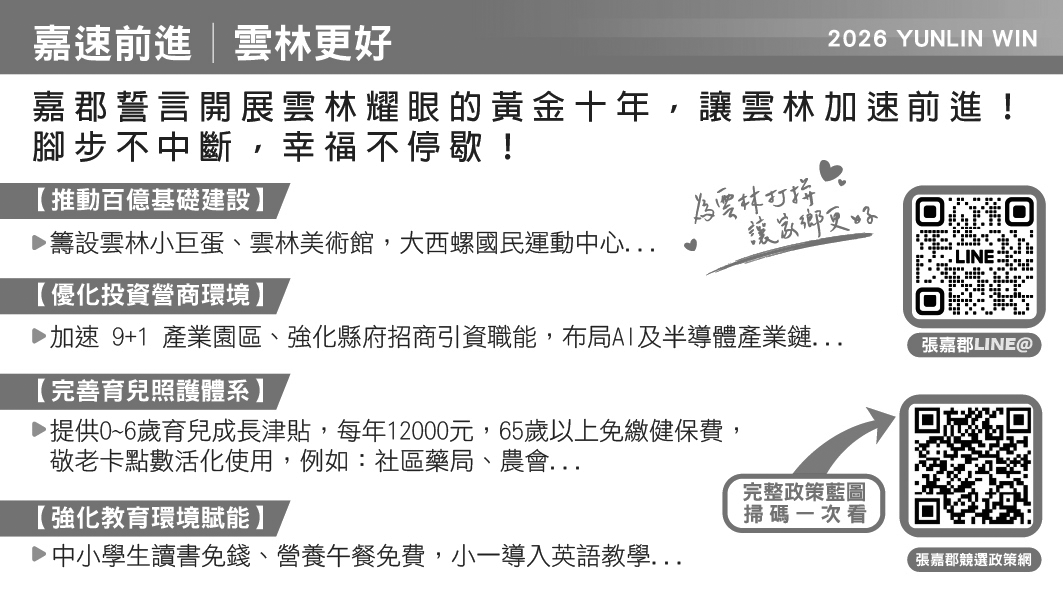 嘉速前進｜雲林更好
2026 YUNLIN WIN
嘉郡誓言開展雲林耀眼的黃金十年，讓雲林加速前進！
腳步不中斷，幸福不停歇！
【推動百億基礎建設】
籌設雲林小巨蛋、雲林美術館，大西螺國民運動中心...
為雲林打拚
讓家鄉更好
LINE
張嘉郡LINE@
【優化投資營商環境】
加速 9+1 產業園區、強化縣府招商引資職能，布局AI及半導體產業鏈...
【完善育兒照護體系】
提供0~6歲育兒成長津貼，每年12000元，65歲以上免繳健保費，
敬老卡點數活化使用，例如：社區藥局、農會...
完整政策藍圖
掃碼一次看
張嘉郡競選政策網
【強化教育環境賦能】
中小學生讀書免錢、營養午餐免費，小一導入英語教學...